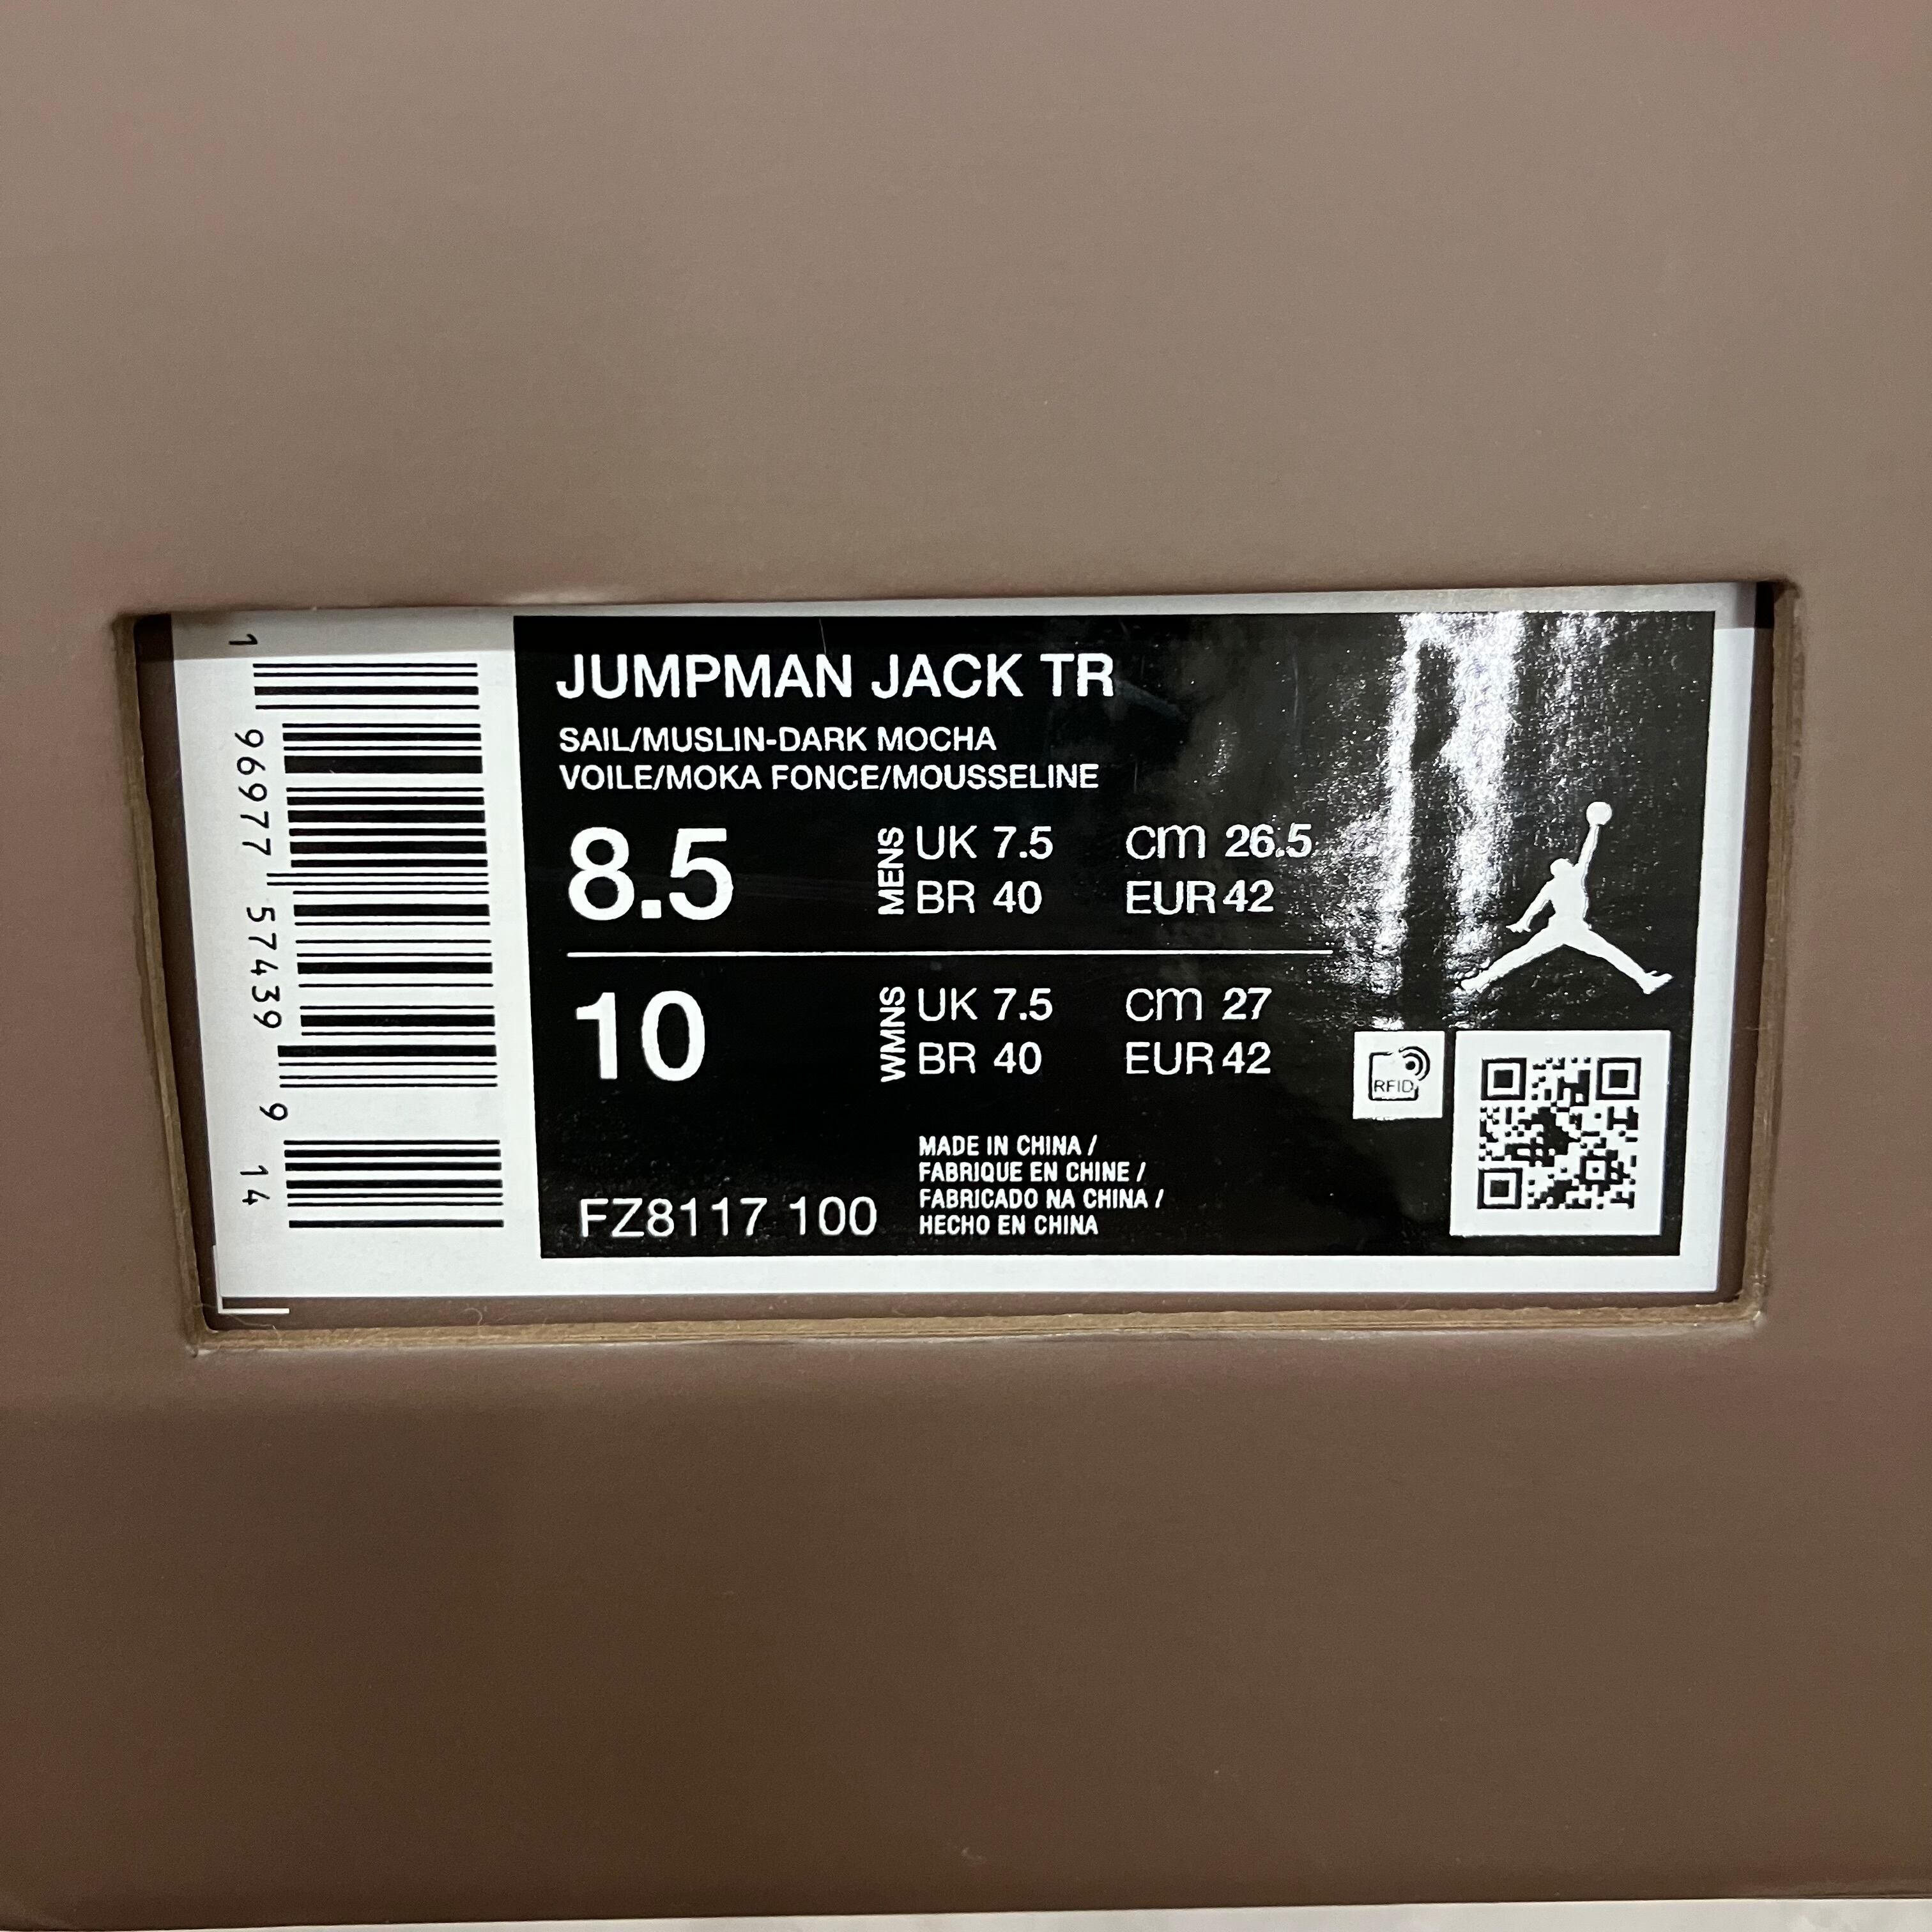 JUMPMAN JACK TR
SAIL/MUSLIN-DARK MOCHA
VOILE/MOKA FONCE/MOUSSELINE
8.5 MENS UK 7.5 cm 26.5
BR 40 EUR 42
10 WMNS UK 7.5 cm 27
BR 40 EUR 42
MADE IN CHINA /
FABRIQUE EN CHINE /
FABRICADO NA CHINA /
HECHO EN CHINA
FZ8117 100
RFID
1 96977 57439 9 14